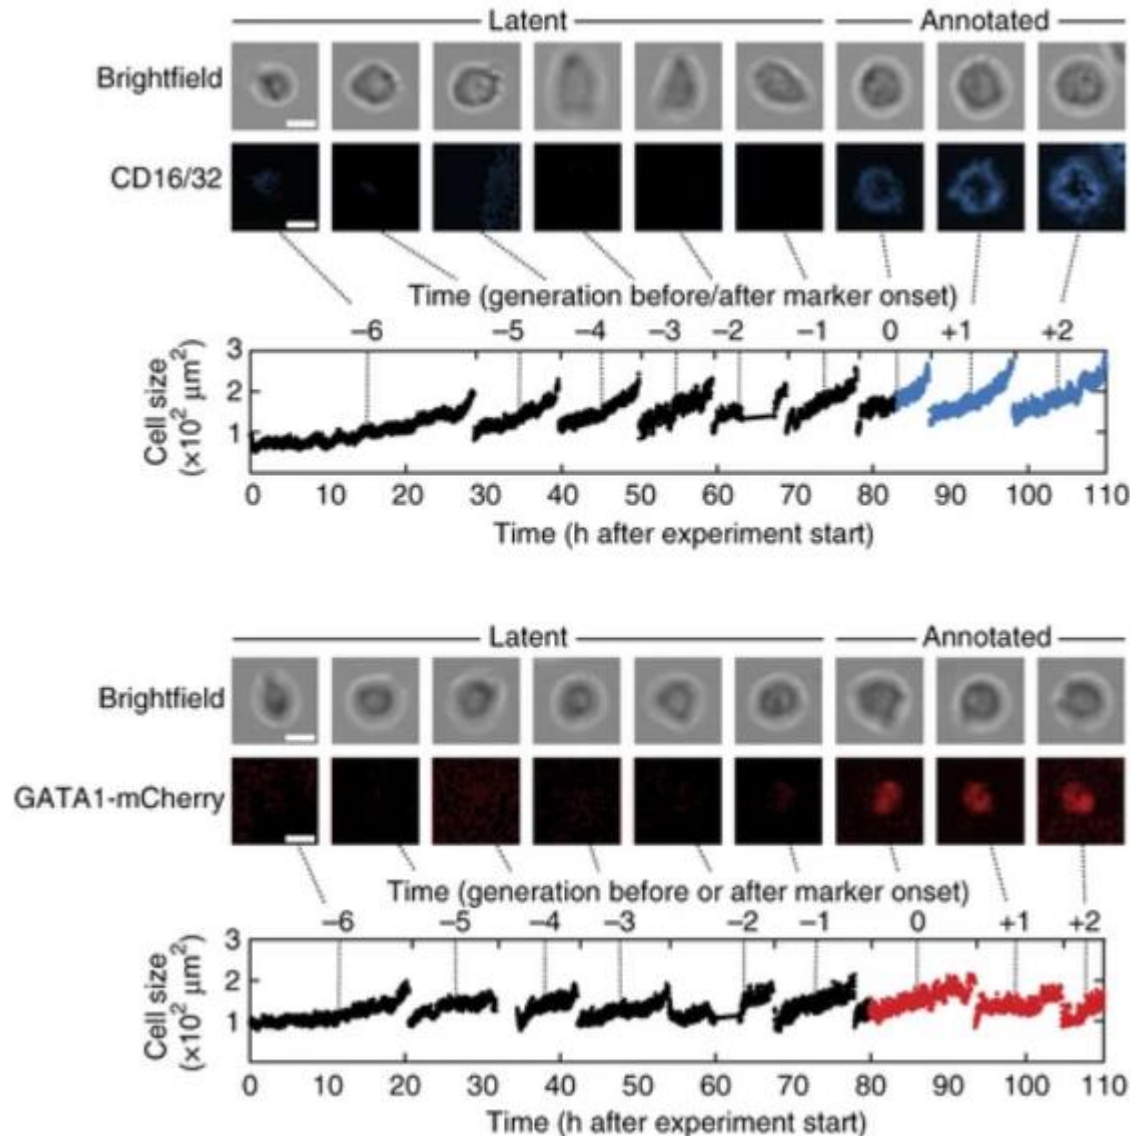 Latent Annotated
Brightfield
CD16/32
Time (generation before/after marker onset)
–6 –5 –4 –3 –2 –1 0 +1 +2
3
2
1
Cell size
(×10² μm²)
0 10 20 30 40 50 60 70 80 90 100 110
Time (h after experiment start)
Latent Annotated
Brightfield
GATA1-mCherry
Time (generation before or after marker onset)
–6 –5 –4 –3 –2 –1 0 +1 +2
3
2
1
Cell size
(×10² μm²)
0 10 20 30 40 50 60 70 80 90 100 110
Time (h after experiment start)